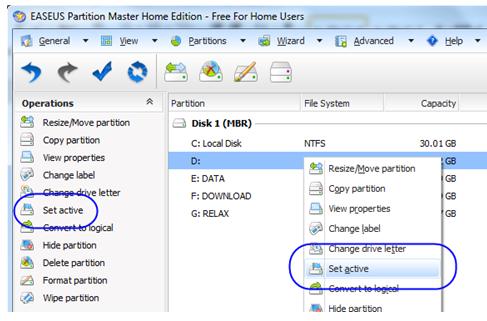 EASEUS Partition Master Home Edition - Free For Home Users
General View Partitions Wizard Advanced Help
Operations
Resize/Move partition
Copy partition
View properties
Change label
Change drive letter
Set active
Convert to logical
Hide partition
Delete partition
Format partition
Wipe partition
Partition File System Capacity
Disk 1 (MBR)
C: Local Disk NTFS 30.01 GB
D: GB
E: DATA GB
F: DOWNLOAD GB
G: RELAX GB
Resize/Move partition
Copy partition
View properties
Change label
Change drive letter
Set active
Convert to logical
Hide partition